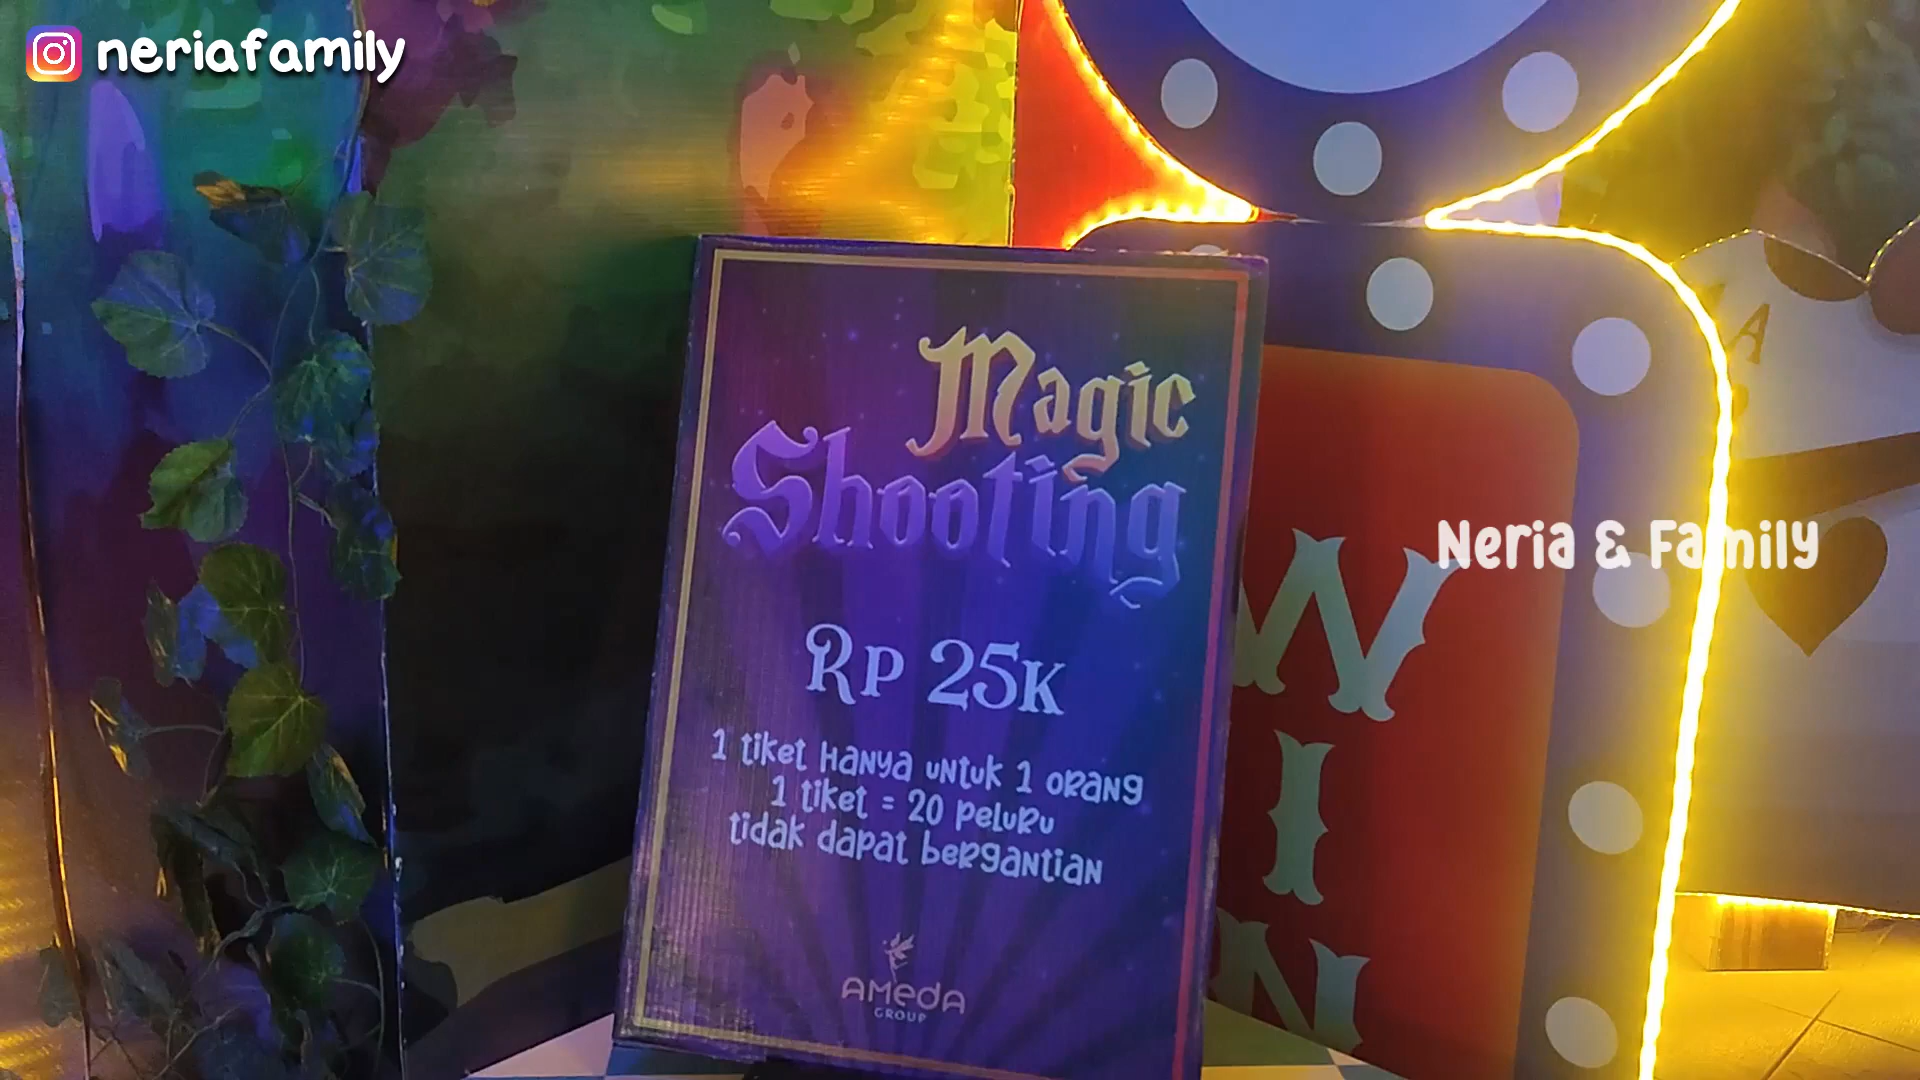 neriafamily
Magic
Shooting
Rp 25K
1 tiket Hanya untuk 1 orang
1 tiket = 20 Peluru
tidak dapat bergantian
AMEDA
GROUP
WIN
Neria & Family
A